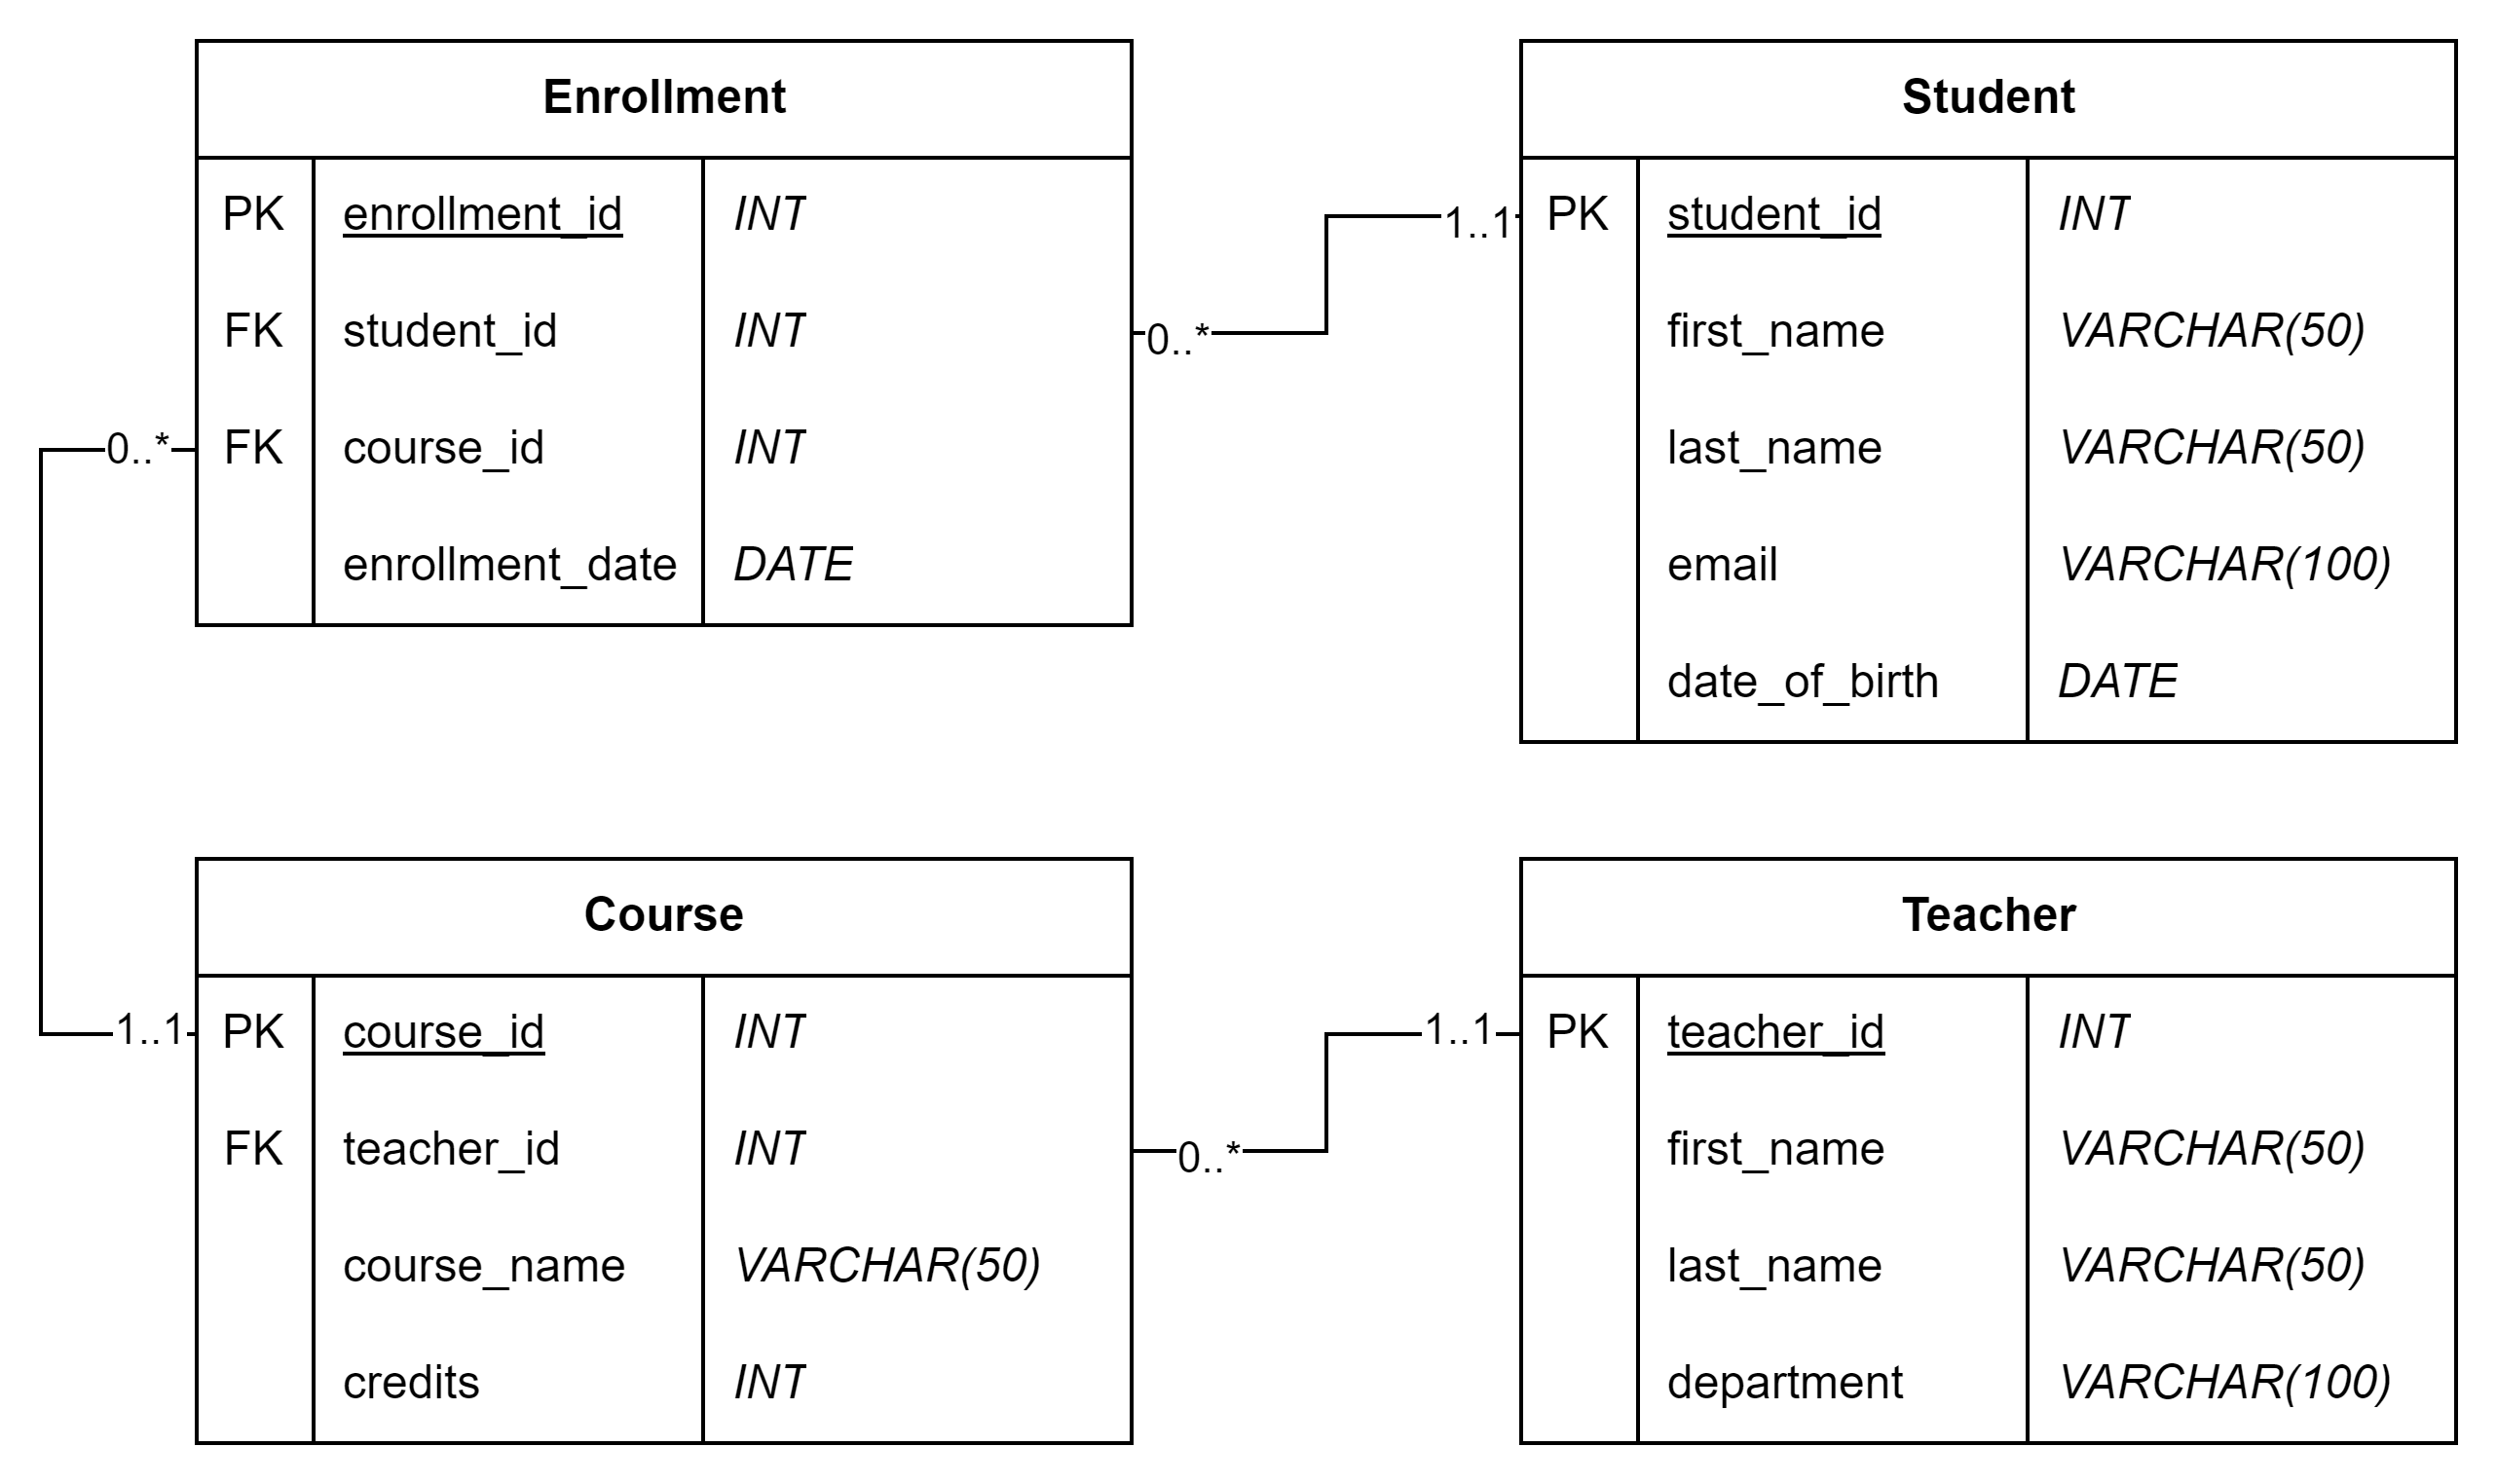 Enrollment
PK enrollment_id INT
FK student_id INT
FK course_id INT
enrollment_date DATE
0..*
0..*
1..1
Student
PK student_id INT
first_name VARCHAR(50)
last_name VARCHAR(50)
email VARCHAR(100)
date_of_birth DATE
Course
PK course_id INT
FK teacher_id INT
course_name VARCHAR(50)
credits INT
1..1
0..*
1..1
Teacher
PK teacher_id INT
first_name VARCHAR(50)
last_name VARCHAR(50)
department VARCHAR(100)